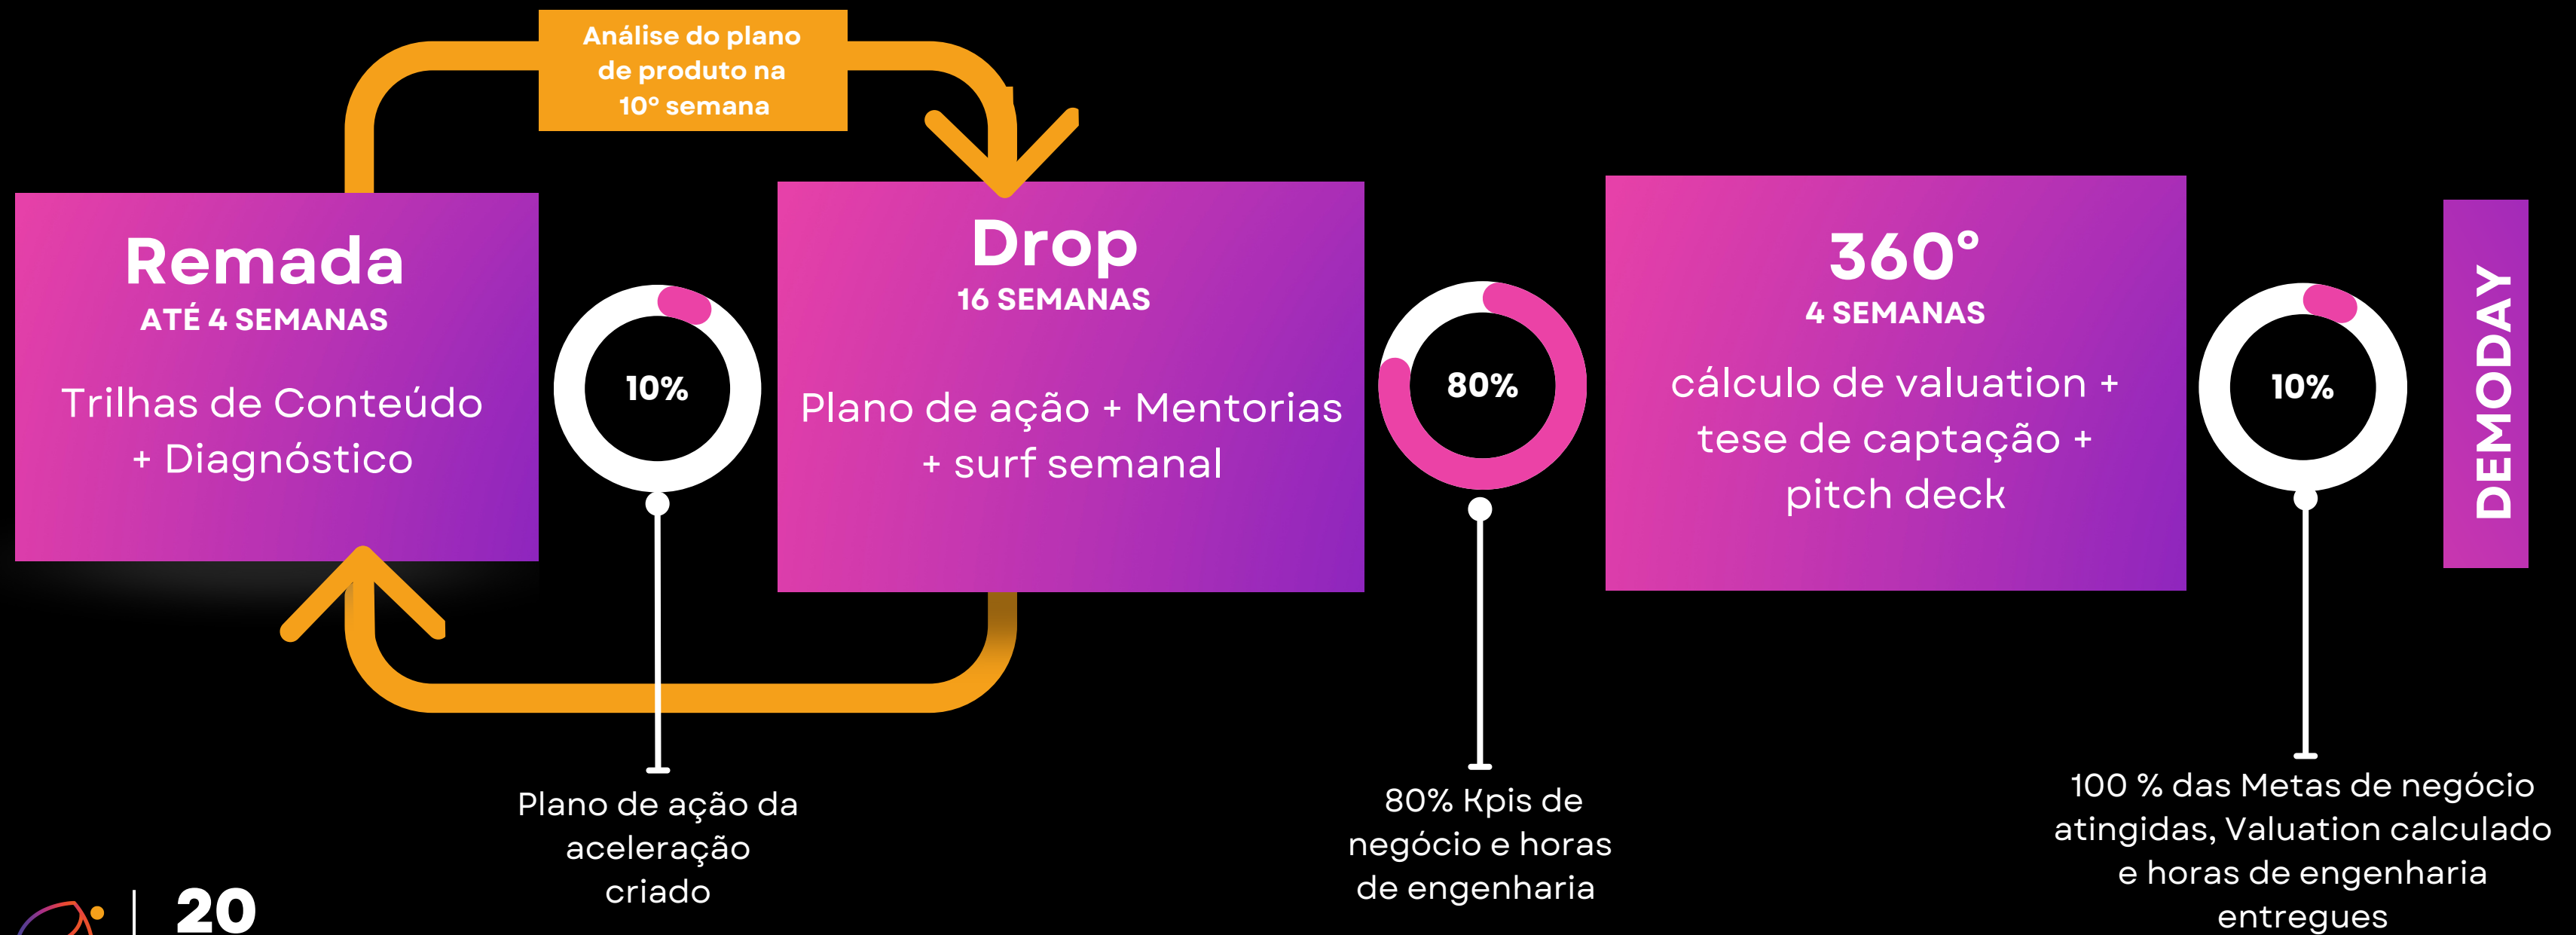 Análise do plano
de produto na
10° semana
Remada
ATÉ 4 SEMANAS
Trilhas de Conteúdo
+ Diagnóstico
10%
Drop
16 SEMANAS
Plano de ação + Mentorias
+ surf semanal
80%
360°
4 SEMANAS
cálculo de valuation +
tese de captação +
pitch deck
10%
DEMODAY
Plano de ação da
aceleração
criado
80% Kpis de
negócio e horas
de engenharia
100 % das Metas de negócio
atingidas, Valuation calculado
e horas de engenharia
entregues
20